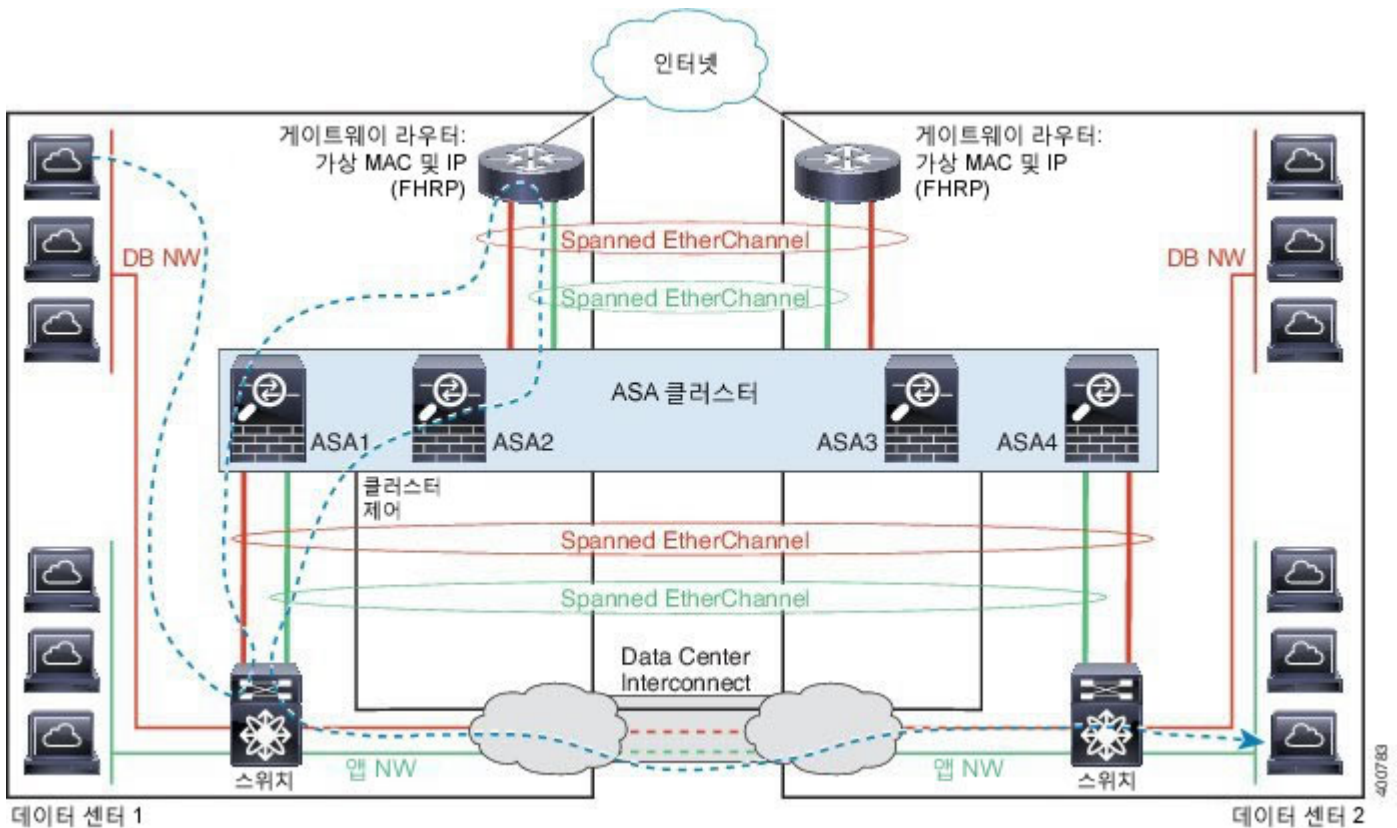 인터넷
게이트웨이 라우터:
가상 MAC 및 IP
(FHRP)
게이트웨이 라우터:
가상 MAC 및 IP
(FHRP)
DB NW
Spanned EtherChannel
DB NW
Spanned EtherChannel
ASA 클러스터
ASA1
ASA2
ASA3
ASA4
클러스터
제어
Spanned EtherChannel
Spanned EtherChannel
Data Center
Interconnect
앱 NW
앱 NW
스위치
스위치
400783
데이터 센터 1
데이터 센터 2